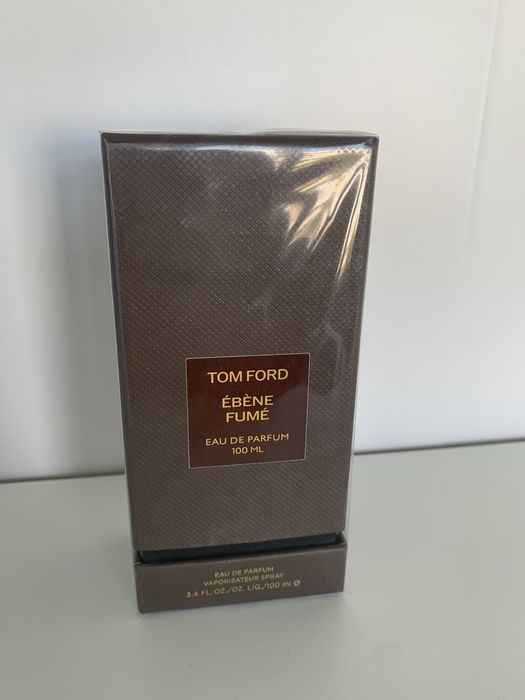 TOM FORD
ÉBÈNE
FUMÉ
EAU DE PARFUM
100 ML
EAU DE PARFUM
VAPORISATEUR SPRAY
3.4 FL. OZ./OZ. LIQ./100 ml ℮